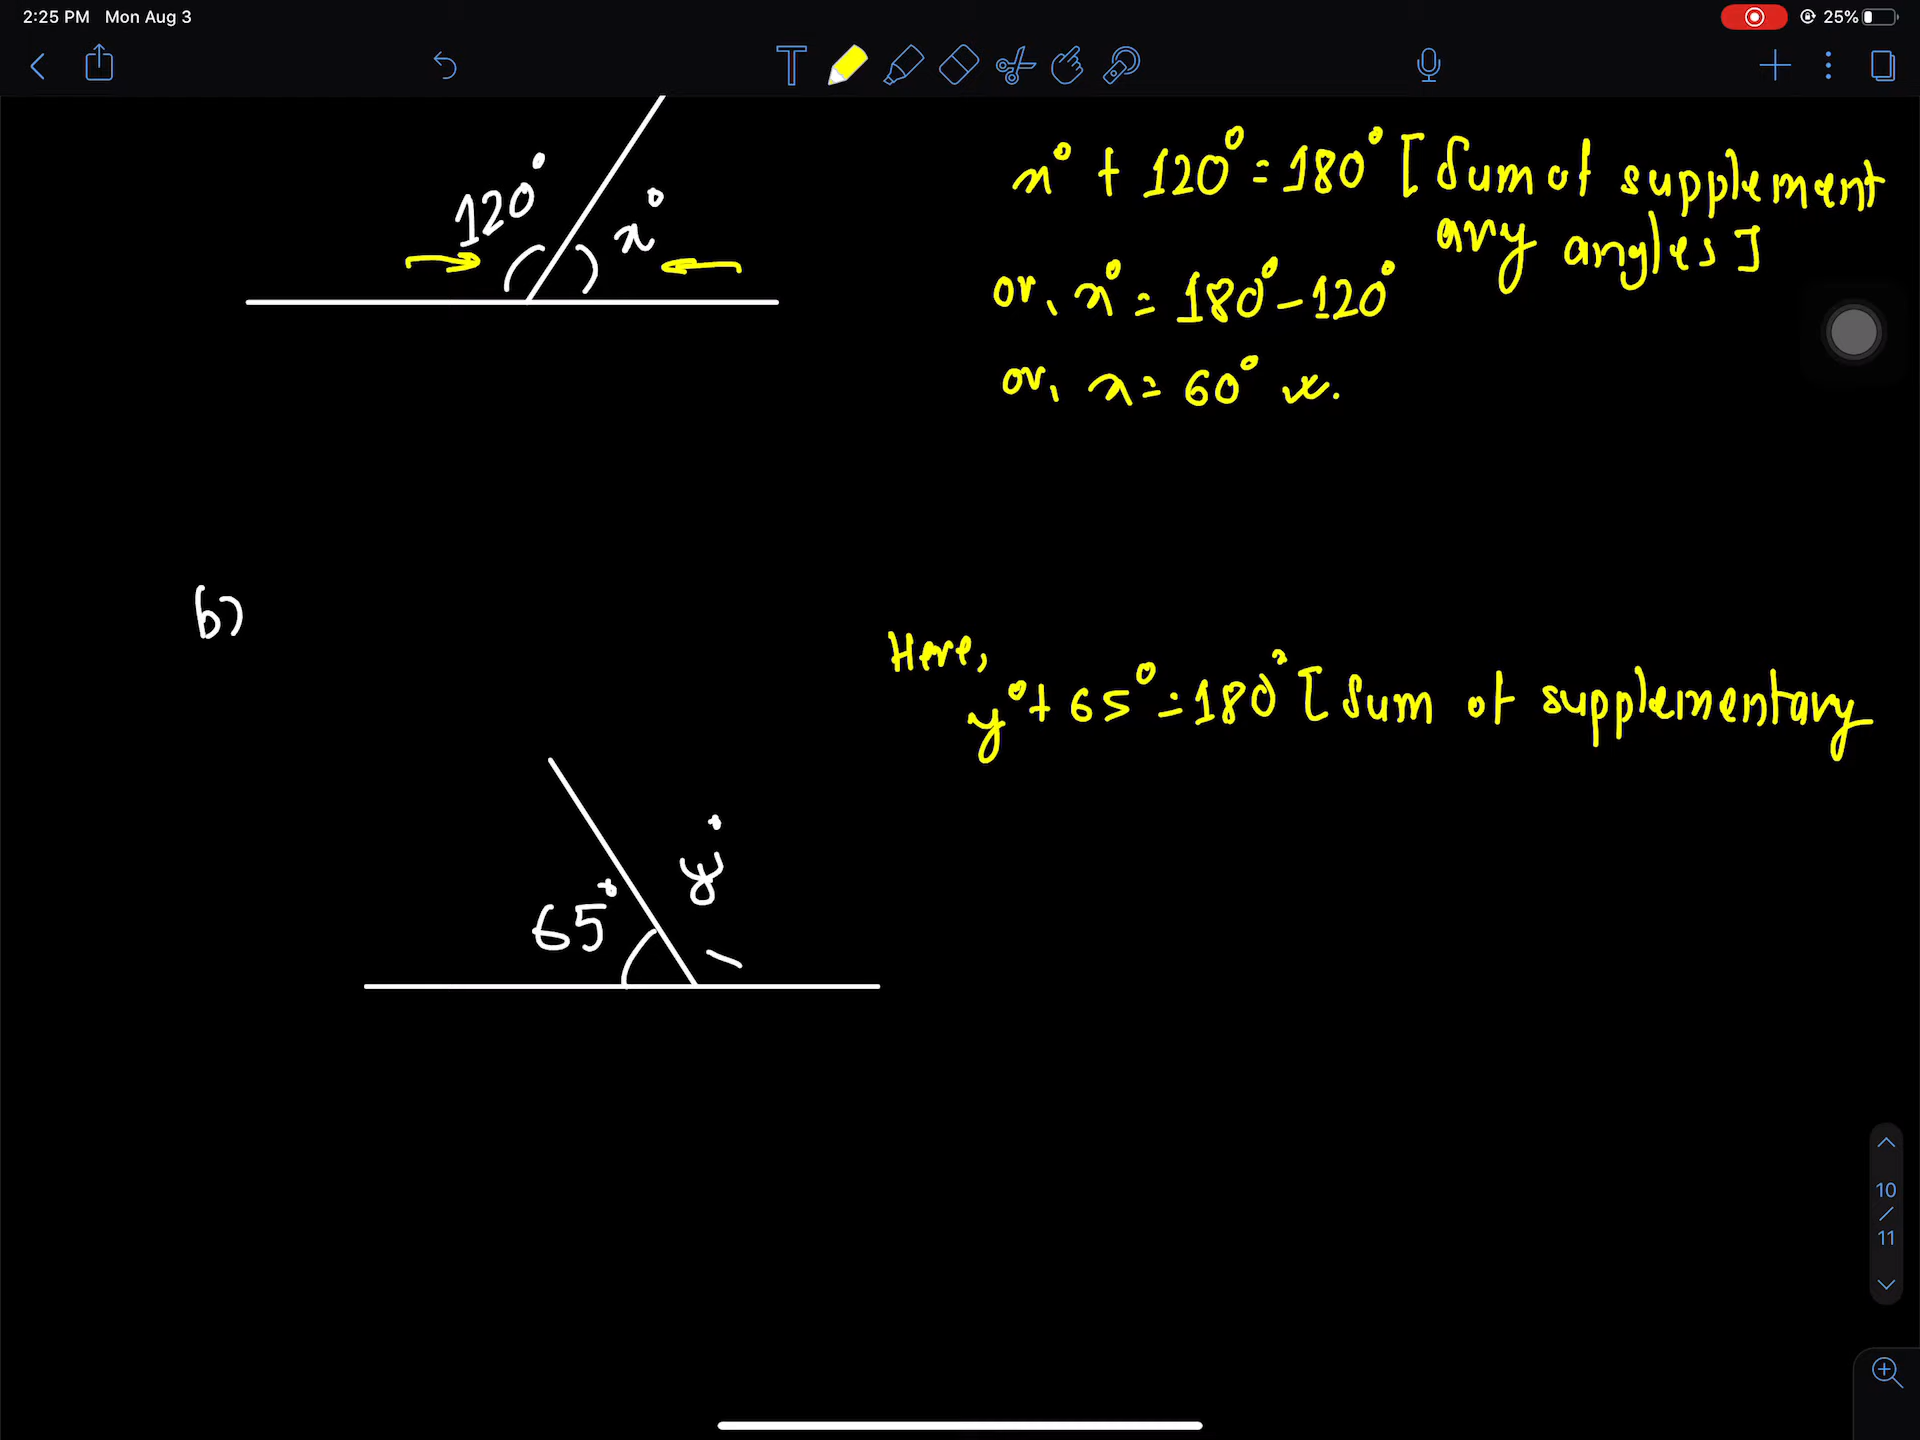 2:25 PM Mon Aug 3
25%
120° x°
x° + 120° = 180° [Sum of supplement
ary angles]
or, x° = 180° - 120°
or, x = 60°
b)
Here,
y° + 65° = 180° [Sum of supplementary
65° y°
10
/
11